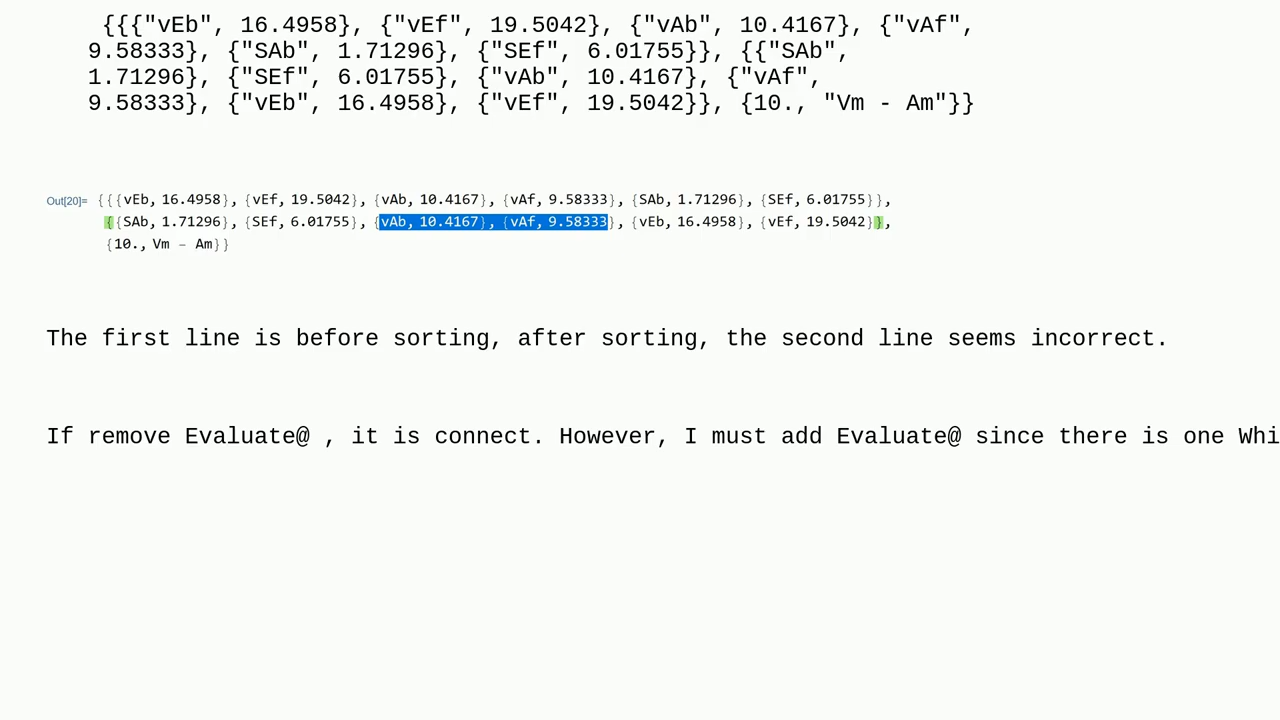 {{{"vEb", 16.4958}, {"vEf", 19.5042}, {"vAb", 10.4167}, {"vAf",
9.58333}, {"SAb", 1.71296}, {"SEf", 6.01755}}, {{"SAb",
1.71296}, {"SEf", 6.01755}, {"vAb", 10.4167}, {"vAf",
9.58333}, {"vEb", 16.4958}, {"vEf", 19.5042}}, {10., "Vm - Am"}}
Out[20]= {{{vEb, 16.4958}, {vEf, 19.5042}, {vAb, 10.4167}, {vAf, 9.58333}, {SAb, 1.71296}, {SEf, 6.01755}},
{{SAb, 1.71296}, {SEf, 6.01755}, {vAb, 10.4167}, {vAf, 9.58333}, {vEb, 16.4958}, {vEf, 19.5042}},
{10., Vm - Am}}
The first line is before sorting, after sorting, the second line seems incorrect.
If remove Evaluate@ , it is connect. However, I must add Evaluate@ since there is one Whi